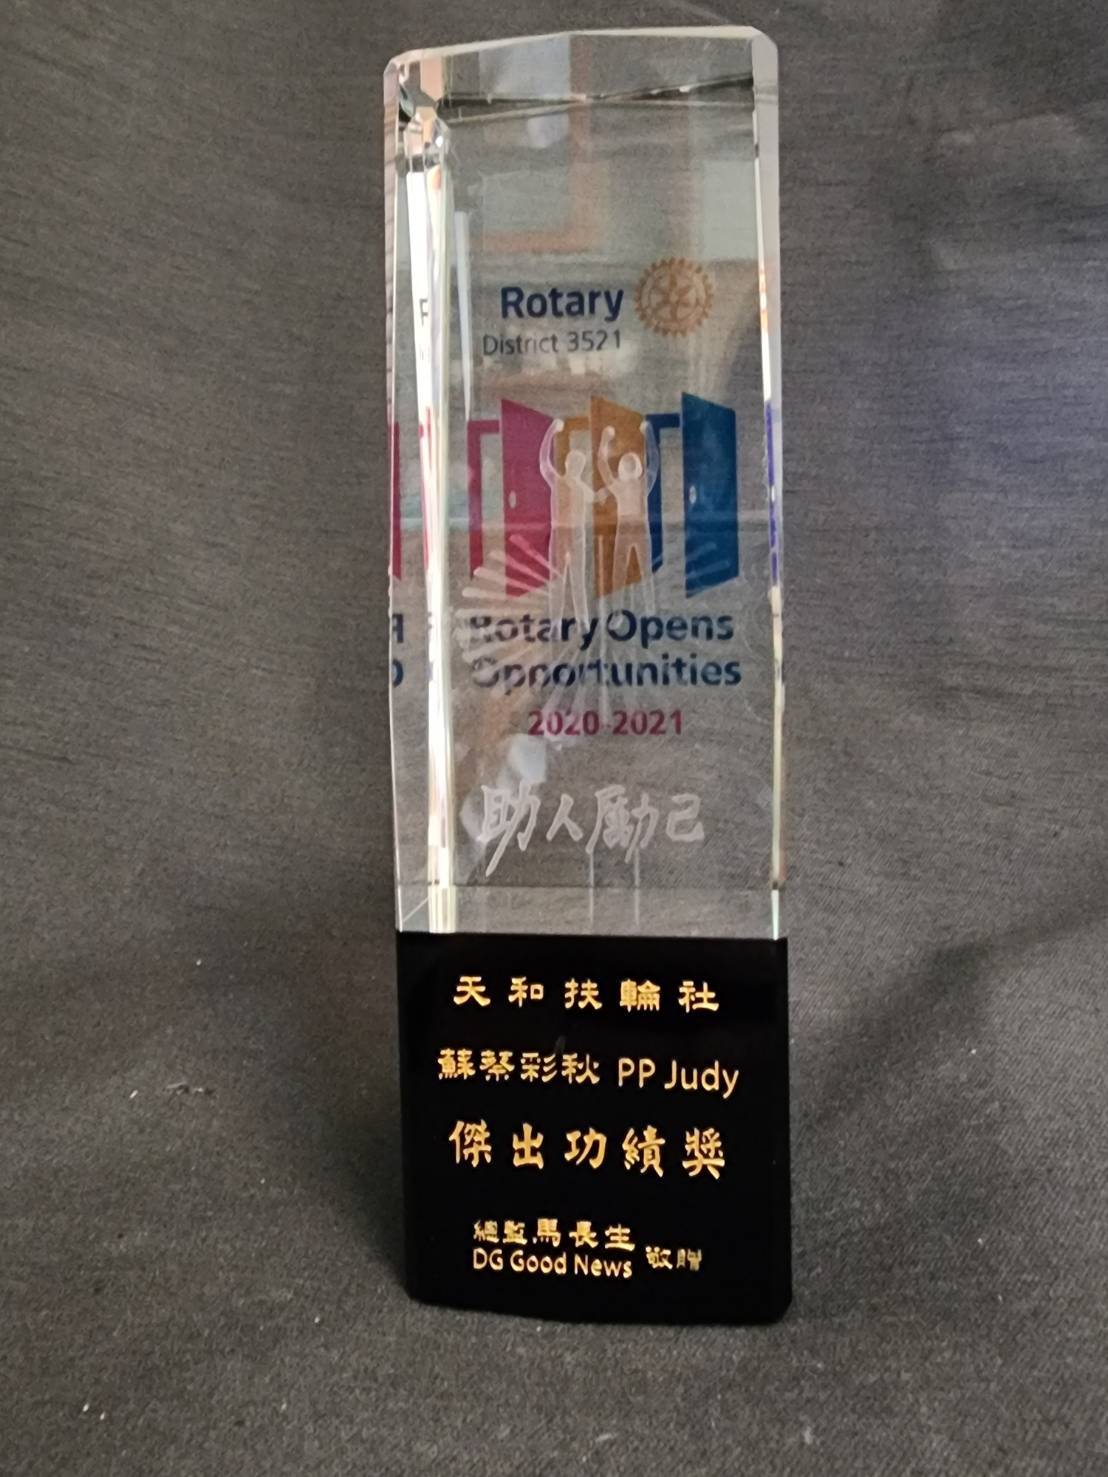 Rotary
District 3521
Rotary Opens
Opportunities
2020-2021
助人勵己
天和扶輪社
蘇蔡彩秋 PP Judy
傑出功績獎
總監馬長生
DG Good News 敬贈